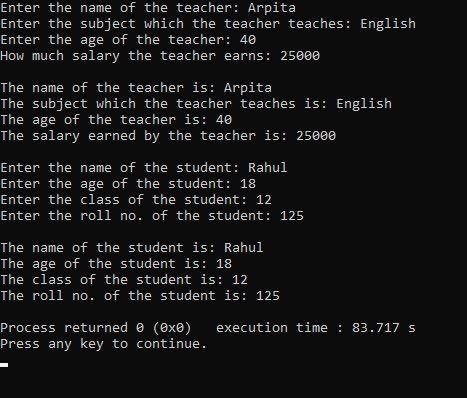 Enter the name of the teacher: Arpita
Enter the subject which the teacher teaches: English
Enter the age of the teacher: 40
How much salary the teacher earns: 25000
The name of the teacher is: Arpita
The subject which the teacher teaches is: English
The age of the teacher is: 40
The salary earned by the teacher is: 25000
Enter the name of the student: Rahul
Enter the age of the student: 18
Enter the class of the student: 12
Enter the roll no. of the student: 125
The name of the student is: Rahul
The age of the student is: 18
The class of the student is: 12
The roll no. of the student is: 125
Process returned 0 (0x0)   execution time : 83.717 s
Press any key to continue.